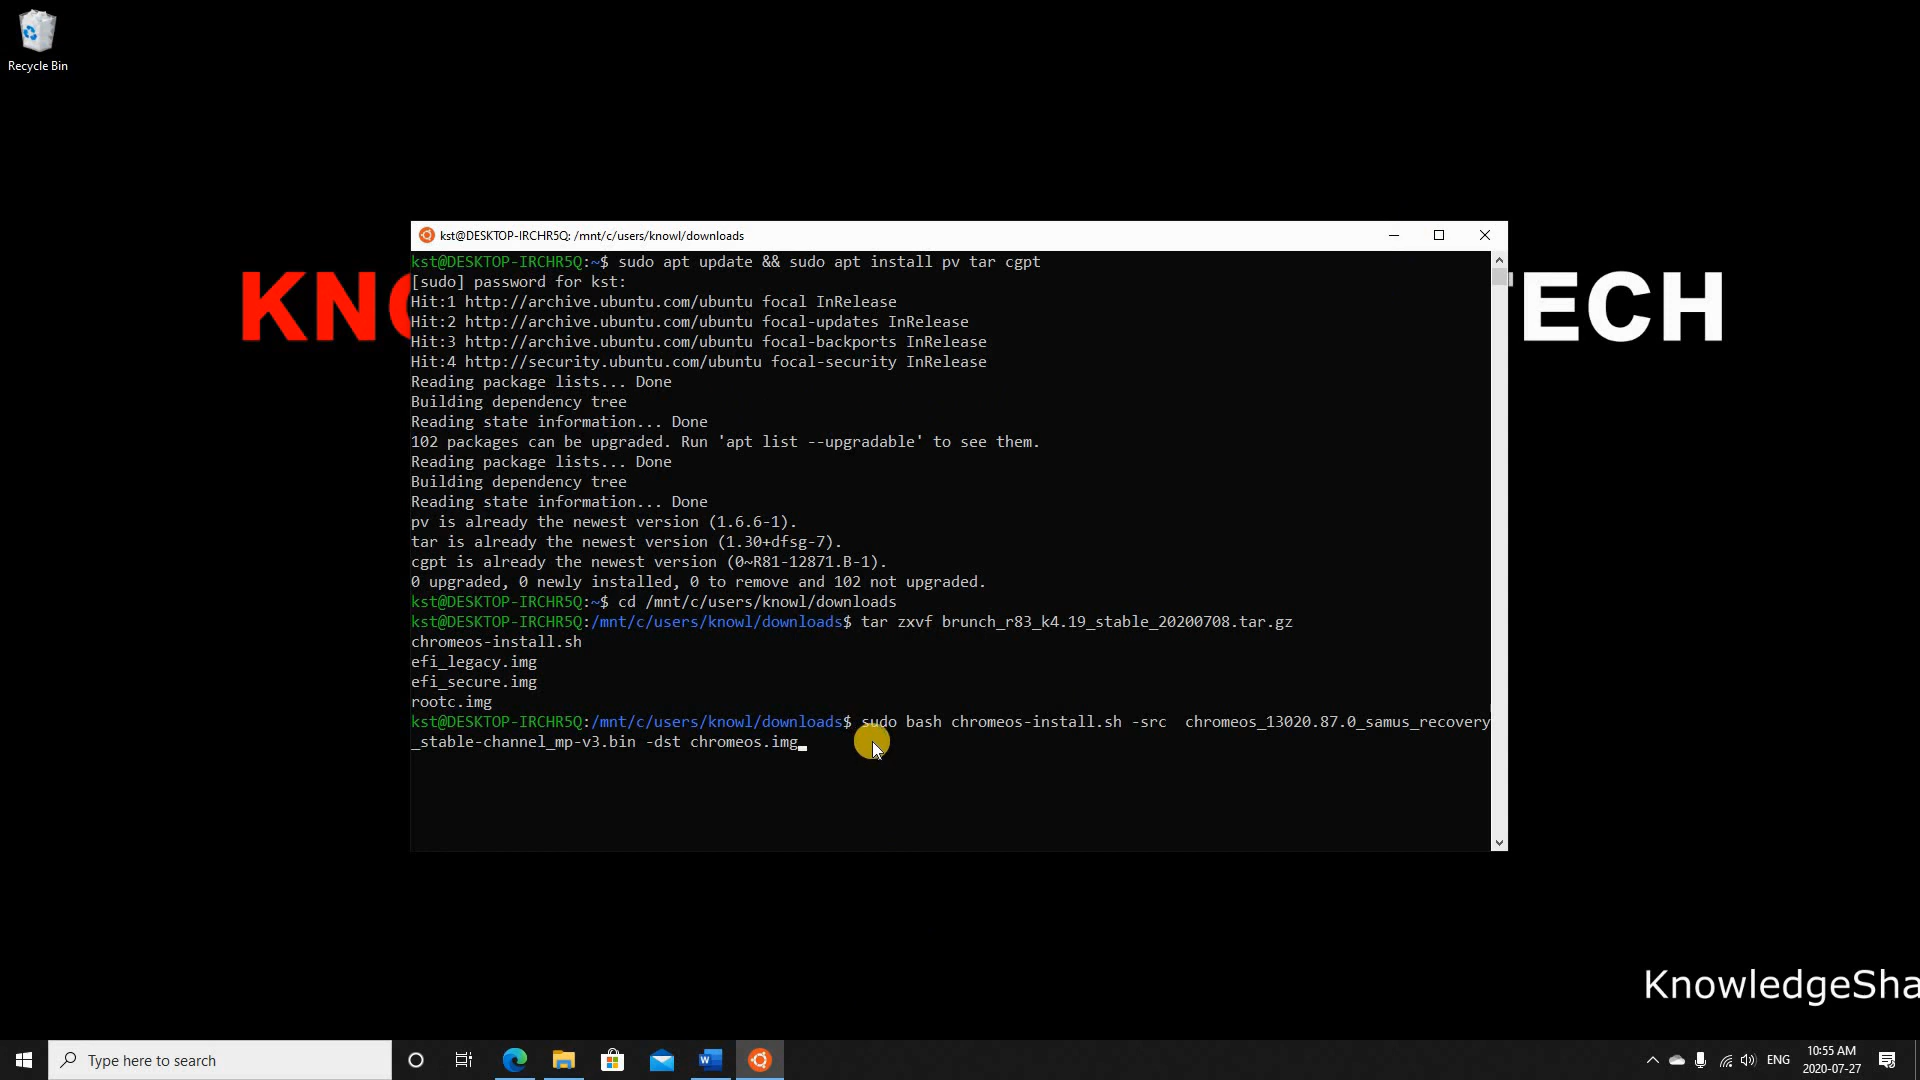 Recycle Bin
kst@DESKTOP-IRCHR5Q: /mnt/c/users/knowl/downloads
kst@DESKTOP-IRCHR5Q:~$ sudo apt update && sudo apt install pv tar cgpt
[sudo] password for kst:
Hit:1 http://archive.ubuntu.com/ubuntu focal InRelease
Hit:2 http://archive.ubuntu.com/ubuntu focal-updates InRelease
Hit:3 http://archive.ubuntu.com/ubuntu focal-backports InRelease
Hit:4 http://security.ubuntu.com/ubuntu focal-security InRelease
Reading package lists... Done
Building dependency tree
Reading state information... Done
102 packages can be upgraded. Run 'apt list --upgradable' to see them.
Reading package lists... Done
Building dependency tree
Reading state information... Done
pv is already the newest version (1.6.6-1).
tar is already the newest version (1.30+dfsg-7).
cgpt is already the newest version (0~R81-12871.B-1).
0 upgraded, 0 newly installed, 0 to remove and 102 not upgraded.
kst@DESKTOP-IRCHR5Q:~$ cd /mnt/c/users/knowl/downloads
kst@DESKTOP-IRCHR5Q:/mnt/c/users/knowl/downloads$ tar zxvf brunch_r83_k4.19_stable_20200708.tar.gz
chromeos-install.sh
efi_legacy.img
efi_secure.img
rootc.img
kst@DESKTOP-IRCHR5Q:/mnt/c/users/knowl/downloads$ sudo bash chromeos-install.sh -src  chromeos_13020.87.0_samus_recovery
_stable-channel_mp-v3.bin -dst chromeos.img
KNO TECH
KnowledgeSha
Type here to search
ENG
10:55 AM
2020-07-27